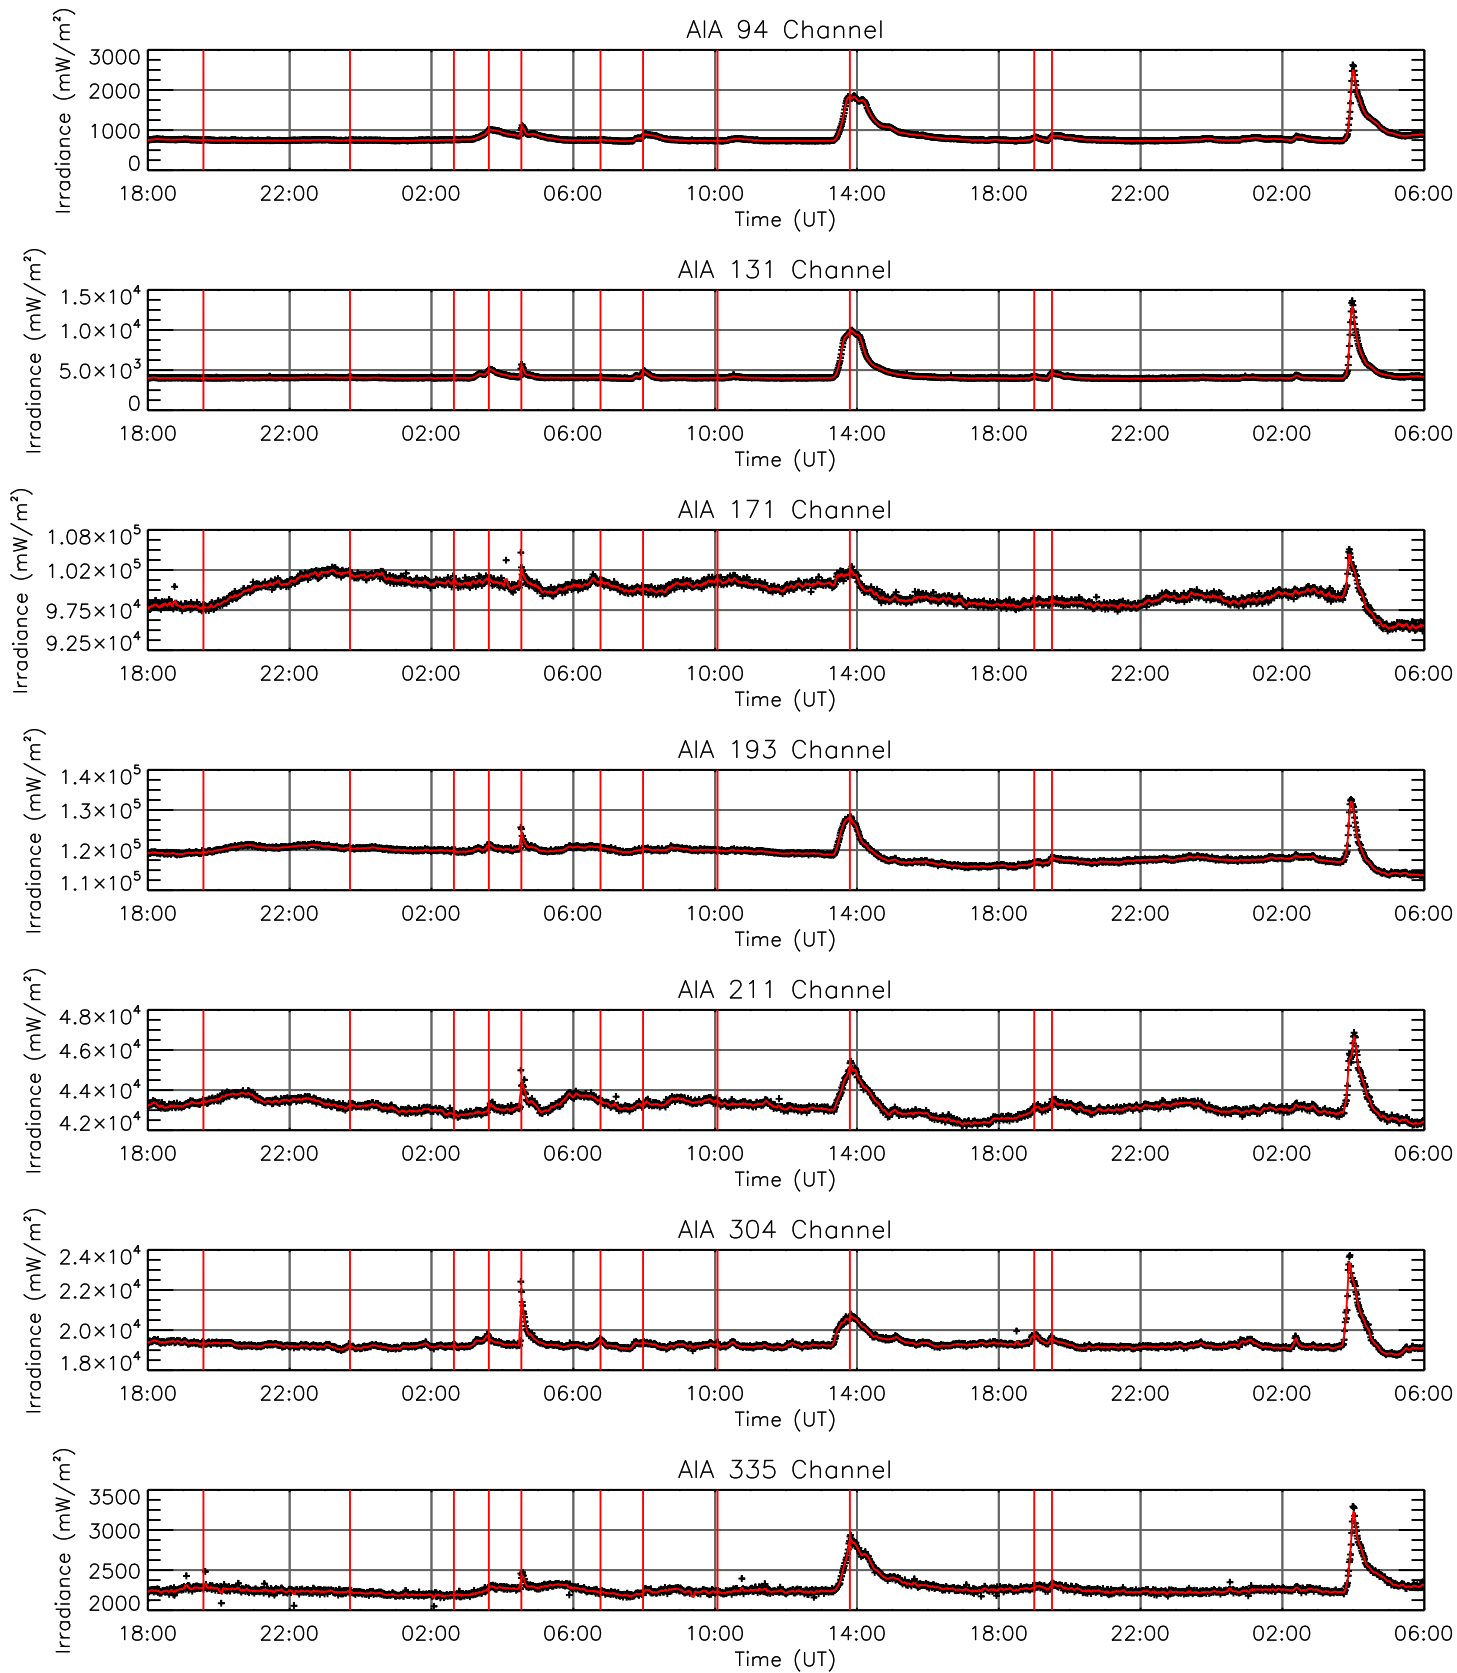 AIA 94 Channel
Irradiance (mW/m²)
3000
2000
1000
0
18:00 22:00 02:00 06:00 10:00 14:00 18:00 22:00 02:00 06:00
Time (UT)
AIA 131 Channel
Irradiance (mW/m²)
1.5×10⁴
1.0×10⁴
5.0×10³
0
18:00 22:00 02:00 06:00 10:00 14:00 18:00 22:00 02:00 06:00
Time (UT)
AIA 171 Channel
Irradiance (mW/m²)
1.08×10⁵
1.02×10⁵
9.75×10⁴
9.25×10⁴
18:00 22:00 02:00 06:00 10:00 14:00 18:00 22:00 02:00 06:00
Time (UT)
AIA 193 Channel
Irradiance (mW/m²)
1.4×10⁵
1.3×10⁵
1.2×10⁵
1.1×10⁵
18:00 22:00 02:00 06:00 10:00 14:00 18:00 22:00 02:00 06:00
Time (UT)
AIA 211 Channel
Irradiance (mW/m²)
4.8×10⁴
4.6×10⁴
4.4×10⁴
4.2×10⁴
18:00 22:00 02:00 06:00 10:00 14:00 18:00 22:00 02:00 06:00
Time (UT)
AIA 304 Channel
Irradiance (mW/m²)
2.4×10⁴
2.2×10⁴
2.0×10⁴
1.8×10⁴
18:00 22:00 02:00 06:00 10:00 14:00 18:00 22:00 02:00 06:00
Time (UT)
AIA 335 Channel
Irradiance (mW/m²)
3500
3000
2500
2000
18:00 22:00 02:00 06:00 10:00 14:00 18:00 22:00 02:00 06:00
Time (UT)